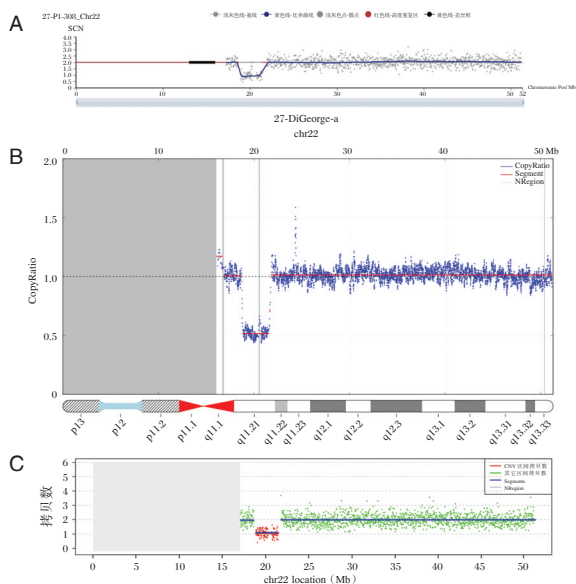 A
27-P1-308_Chr22
浅灰色线-基线 黄色线-比率曲线 浅灰色点-散点 红色线-高度重复区 黄色线-着丝粒
SCN
4.0
3.5
3.0
2.5
2.0
1.5
1.0
0.5
0.0
0 10 20 30 40 50 52
Chromosome Pos/Mb
27-DiGeorge-a
chr22
B
0 10 20 30 40 50 Mb
CopyRatio
Segment
NRegion
2.0
1.5
1.0
0.5
0.0
CopyRatio
p13 p12 p11.2 p11.1 q11.1 q11.21 q11.22 q11.23 q12.1 q12.2 q12.3 q13.1 q13.2 q13.31 q13.32 q13.33
C
CNV 区间拷贝数
其它区间拷贝数
Segments
NRegion
6
5
4
3
2
1
0
拷贝数
0 5 10 15 20 25 30 35 40 45 50
chr22 location（Mb）